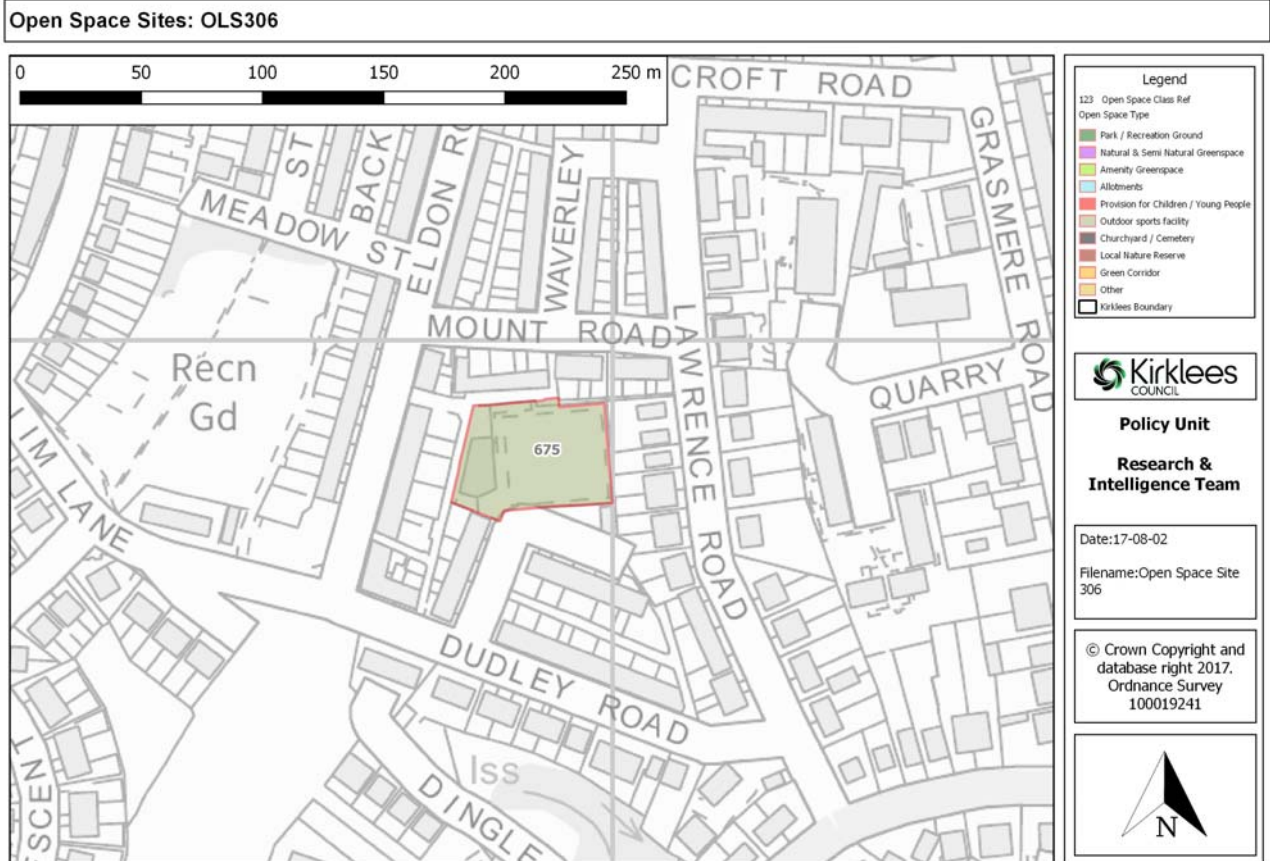 Open Space Sites: OLS306
0 50 100 150 200 250 m
CROFT ROAD
GRASMERE ROAD
ST
BACK
ELDON RO
WAVERLEY
MEADOW ST
MOUNT ROAD
LAWRENCE ROAD
QUARRY
Recn
Gd
675
LIM LANE
DUDLEY ROAD
Iss
DINGLE
ESCENT
Legend
123 Open Space Class Ref
Open Space Type
Park / Recreation Ground
Natural & Semi Natural Greenspace
Amenity Greenspace
Allotments
Provision for Children / Young People
Outdoor sports facility
Churchyard / Cemetery
Local Nature Reserve
Green Corridor
Other
Kirklees Boundary
Kirklees
COUNCIL
Policy Unit
Research &
Intelligence Team
Date:17-08-02
Filename:Open Space Site
306
© Crown Copyright and
database right 2017.
Ordnance Survey
100019241
N